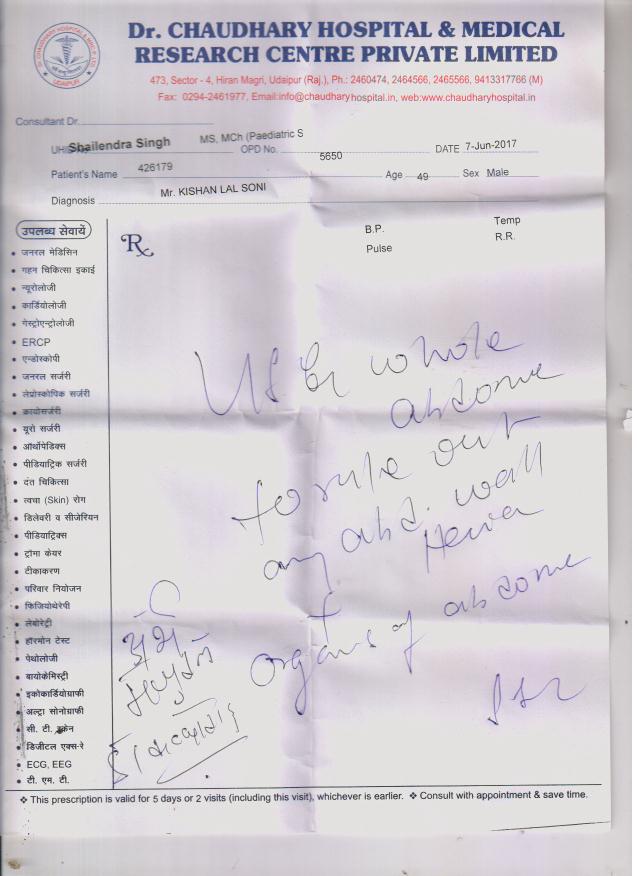 Dr. CHAUDHARY HOSPITAL & MEDICAL
RESEARCH CENTRE PRIVATE LIMITED
473, Sector - 4, Hiran Magri, Udaipur (Raj.), Ph.: 2460474, 2464566, 2465566, 9413317766 (M)
Fax: 0294-2461977, Email:info@chaudharyhospital.in, web:www.chaudharyhospital.in
Consultant Dr.
Shailendra Singh MS, MCh (Paediatric S
OPD No. 5650 DATE 7-Jun-2017
Patient's Name 426179 Age 49 Sex Male
Diagnosis Mr. KISHAN LAL SONI
उपलब्ध सेवायें
Rx
B.P. Temp
Pulse R.R.
• जनरल मेडिसिन
• गहन चिकित्सा इकाई
• न्यूरोलोजी
• कार्डियोलोजी
• गेस्ट्रोएन्ट्रोलोजी
• ERCP
• एन्डोस्कोपी
• जनरल सर्जरी
• लेप्रोस्कोपिक सर्जरी
• कायोसर्जरी
• यूरो सर्जरी
• ऑर्थोपेडिक्स
• पीडियाट्रिक सर्जरी
• दंत चिकित्सा
• त्वचा (Skin) रोग
• डिलेवरी व सीजेरियन
• पीडियाट्रिक्स
• ट्रोमा केयर
• टीकाकरण
• परिवार नियोजन
• फिजियोथेरेपी
• लेबोरेट्री
• हॉरमोन टेस्ट
• पेथोलोजी
• बायोकेमिस्ट्री
• इकोकार्डियोग्राफी
• अल्ट्रा सोनोग्राफी
• सी. टी. स्केन
• डिजीटल एक्स-रे
• ECG, EEG
• टी. एम. टी.
whole
abdome
to rule out
any abd. wall
Hernia
+
organs of abdome
❖ This prescription is valid for 5 days or 2 visits (including this visit), whichever is earlier. ❖ Consult with appointment & save time.